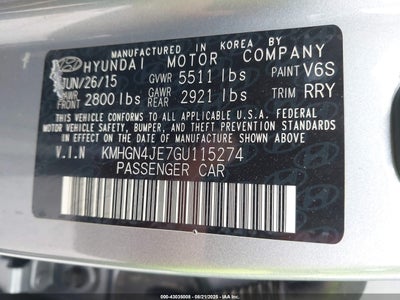 MANUFACTURED IN KOREA BY
HYUNDAI MOTOR COMPANY
JUN/26/15 GVWR 5511 lbs PAINT V6S
GAWR FRONT 2800 lbs GAWR REAR 2921 lbs TRIM RRY
THIS VEHICLE CONFORMS TO ALL APPLICABLE U.S.A. FEDERAL
MOTOR VEHICLE SAFETY, BUMPER, AND THEFT PREVENTION STANDARDS
IN EFFECT ON THE DATE OF MANUFACTURE SHOWN ABOVE.
V.I.N KMHGN4JE7GU115274
PASSENGER CAR
000-43035008 - 08/21/2025 - IAA Inc.